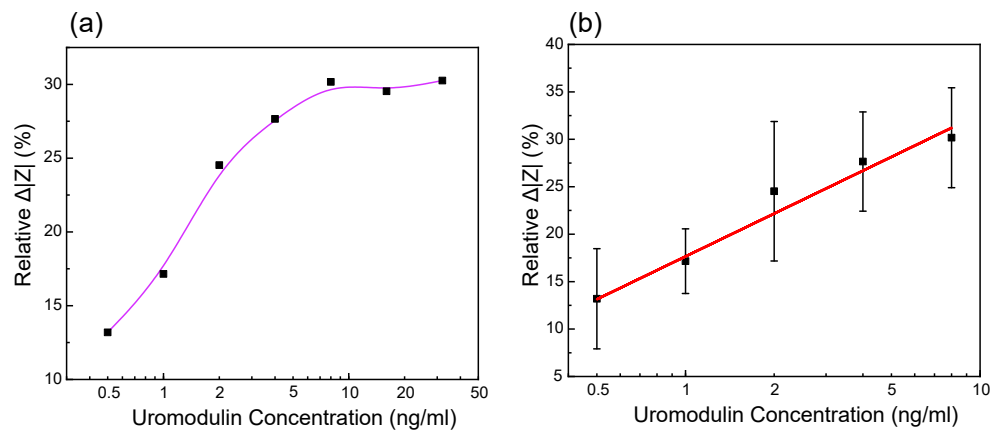 (a)
Relative Δ|Z| (%)
30
25
20
15
10
0.5 1 2 5 10 20 50
Uromodulin Concentration (ng/ml)
(b)
Relative Δ|Z| (%)
40
35
30
25
20
15
10
5
0.5 1 2 5 10
Uromodulin Concentration (ng/ml)